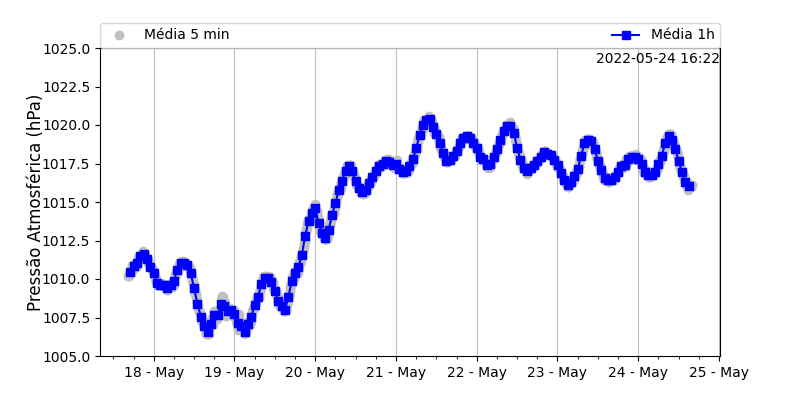 Média 5 min
Média 1h
2022-05-24 16:22
Pressão Atmosférica (hPa)
1025.0
1022.5
1020.0
1017.5
1015.0
1012.5
1010.0
1007.5
1005.0
18 - May
19 - May
20 - May
21 - May
22 - May
23 - May
24 - May
25 - May